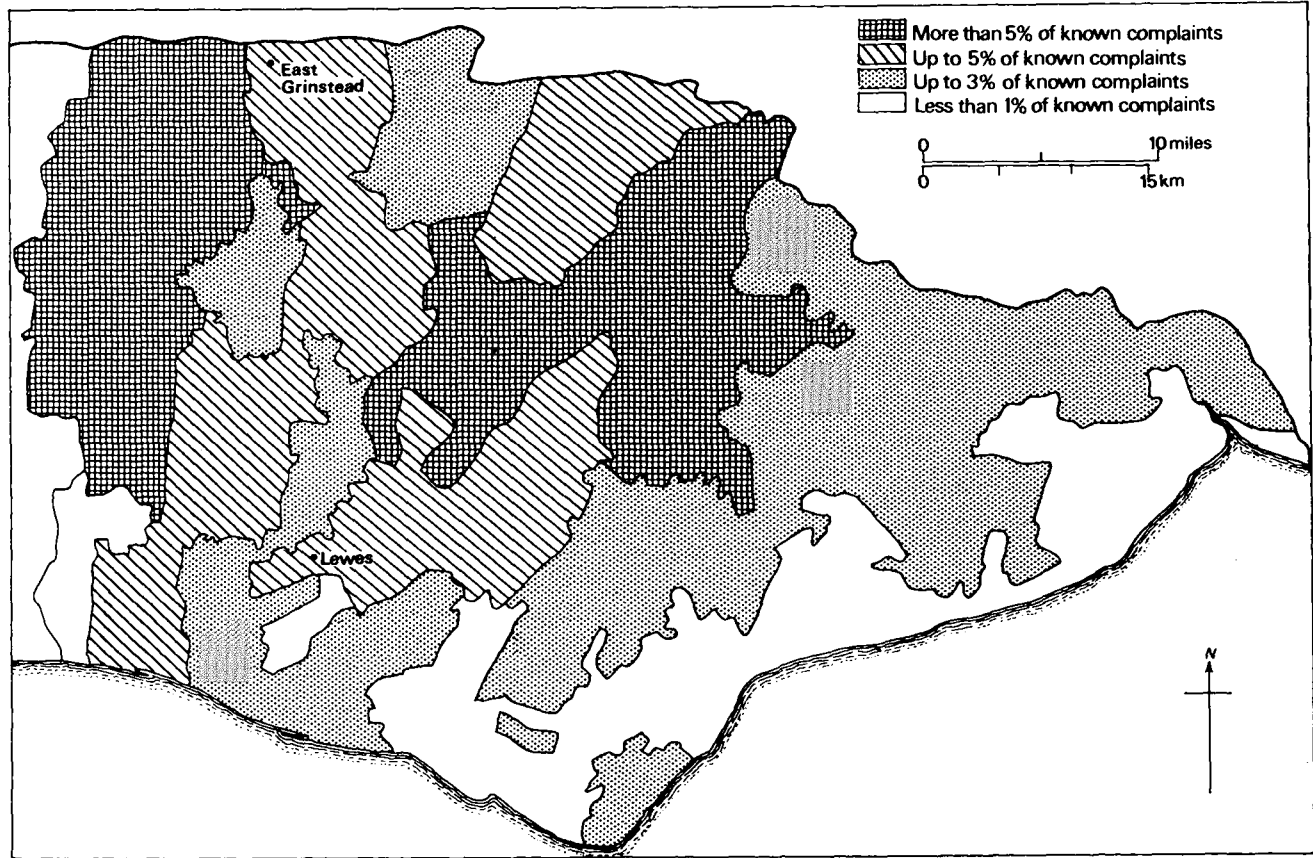 More than 5% of known complaints
Up to 5% of known complaints
Up to 3% of known complaints
Less than 1% of known complaints
0 10 miles
0 15 km
East
Grinstead
Lewes
N